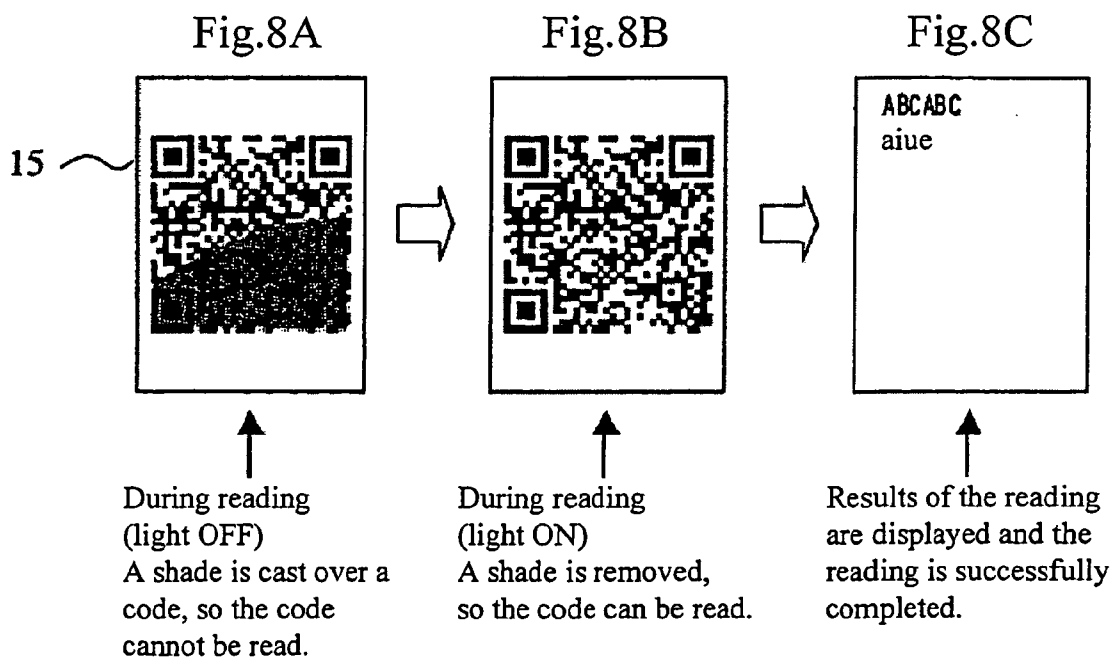 Fig.8A
Fig.8B
Fig.8C
15
ABCABC
aiue
During reading
(light OFF)
A shade is cast over a
code, so the code
cannot be read.
During reading
(light ON)
A shade is removed,
so the code can be read.
Results of the reading
are displayed and the
reading is successfully
completed.